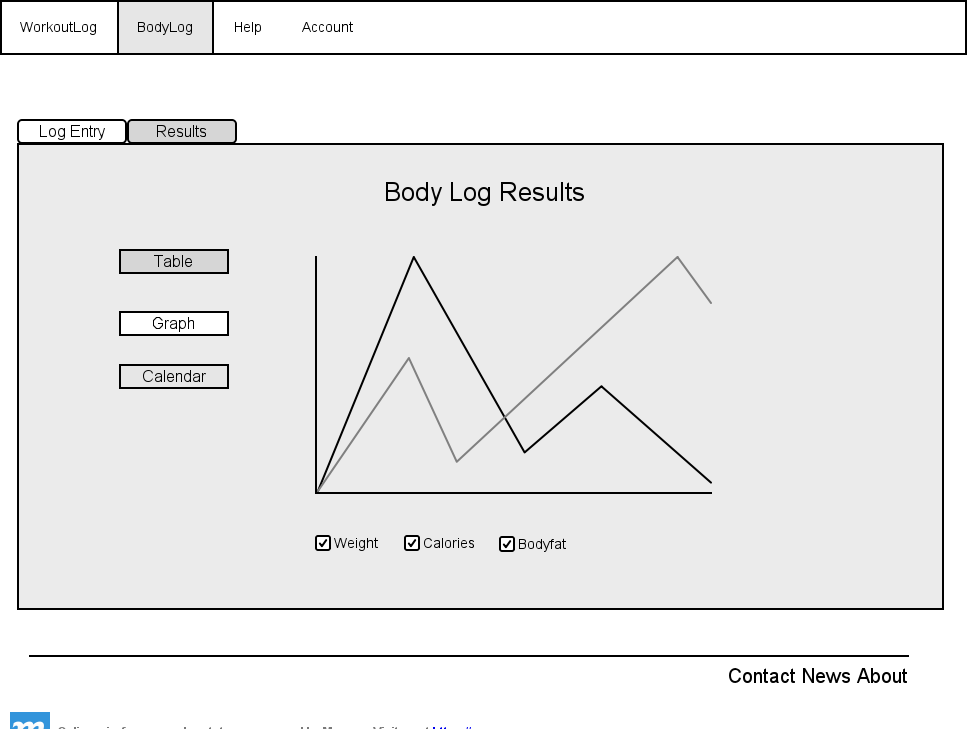 WorkoutLog BodyLog Help Account
Log Entry Results
Body Log Results
Table
Graph
Calendar
Weight Calories Bodyfat
Contact News About
m